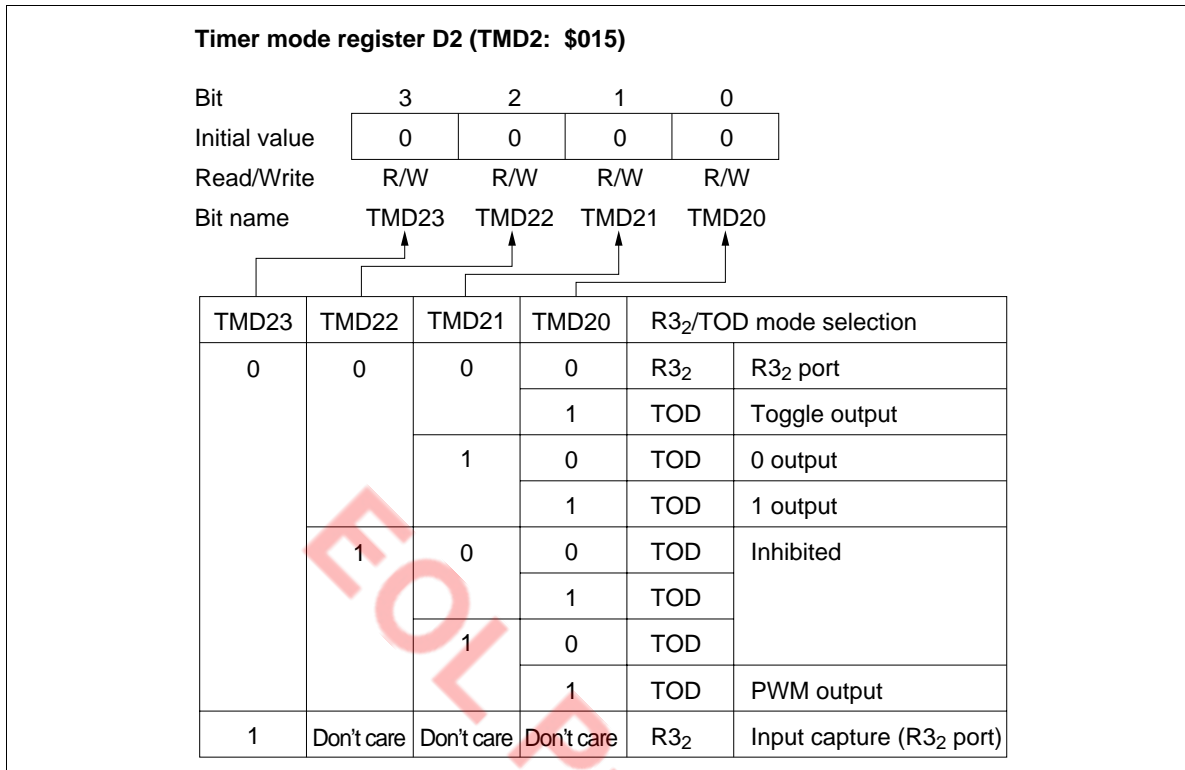 Timer mode register D2 (TMD2: $015)
Bit 3 2 1 0
Initial value 0 0 0 0
Read/Write R/W R/W R/W R/W
Bit name TMD23 TMD22 TMD21 TMD20
TMD23 TMD22 TMD21 TMD20 R3₂/TOD mode selection
0 0 0 0 R3₂ R3₂ port
1 TOD Toggle output
1 0 TOD 0 output
1 TOD 1 output
1 0 0 TOD Inhibited
1 TOD
1 0 TOD
1 TOD PWM output
1 Don't care Don't care Don't care R3₂ Input capture (R3₂ port)
EOL P